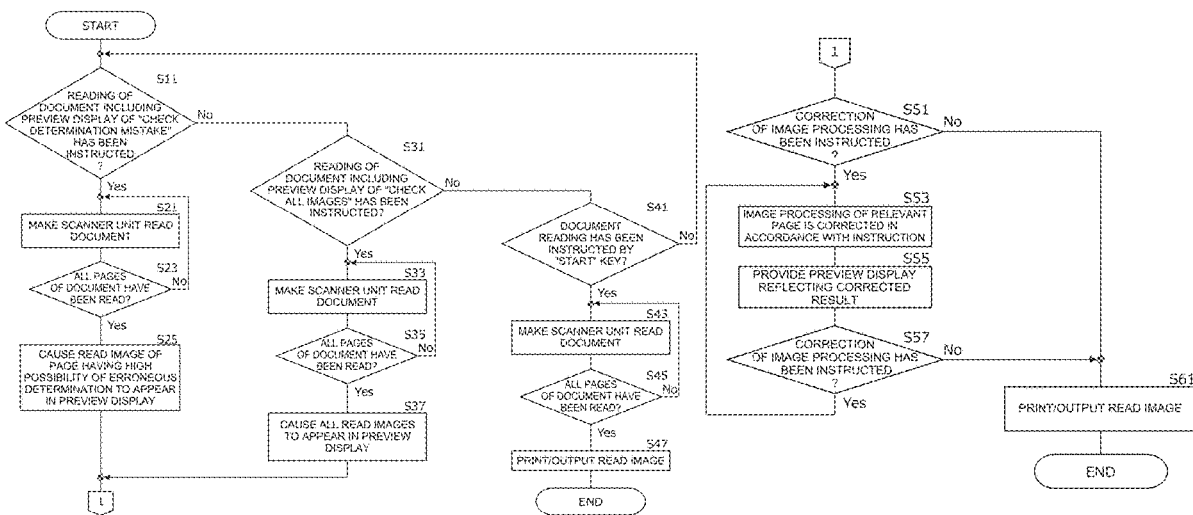 START
S11
READING OF
DOCUMENT INCLUDING
PREVIEW DISPLAY OF "CHECK
DETERMINATION MISTAKE"
HAS BEEN
INSTRUCTED
?
No
Yes
S21
MAKE SCANNER UNIT READ
DOCUMENT
S23
ALL PAGES
OF DOCUMENT HAVE
BEEN READ?
No
Yes
S25
CAUSE READ IMAGE OF
PAGE HAVING HIGH
POSSIBILITY OF ERRONEOUS
DETERMINATION TO APPEAR
IN PREVIEW DISPLAY
1
S31
READING OF
DOCUMENT INCLUDING
PREVIEW DISPLAY OF "CHECK
ALL IMAGES" HAS BEEN
INSTRUCTED?
No
Yes
S33
MAKE SCANNER UNIT READ
DOCUMENT
S35
ALL PAGES
OF DOCUMENT HAVE
BEEN READ?
No
Yes
S37
CAUSE ALL READ IMAGES
TO APPEAR IN PREVIEW
DISPLAY
S41
DOCUMENT
READING HAS BEEN
INSTRUCTED BY
"START" KEY?
No
Yes
S43
MAKE SCANNER UNIT READ
DOCUMENT
S45
ALL PAGES
OF DOCUMENT HAVE
BEEN READ?
No
Yes
S47
PRINT/OUTPUT READ IMAGE
END
1
S51
CORRECTION
OF IMAGE PROCESSING HAS
BEEN INSTRUCTED
?
No
Yes
S53
IMAGE PROCESSING OF RELEVANT
PAGE IS CORRECTED IN
ACCORDANCE WITH INSTRUCTION
S55
PROVIDE PREVIEW DISPLAY
REFLECTING CORRECTED
RESULT
S57
CORRECTION
OF IMAGE PROCESSING HAS
BEEN INSTRUCTED
?
No
Yes
S61
PRINT/OUTPUT READ IMAGE
END